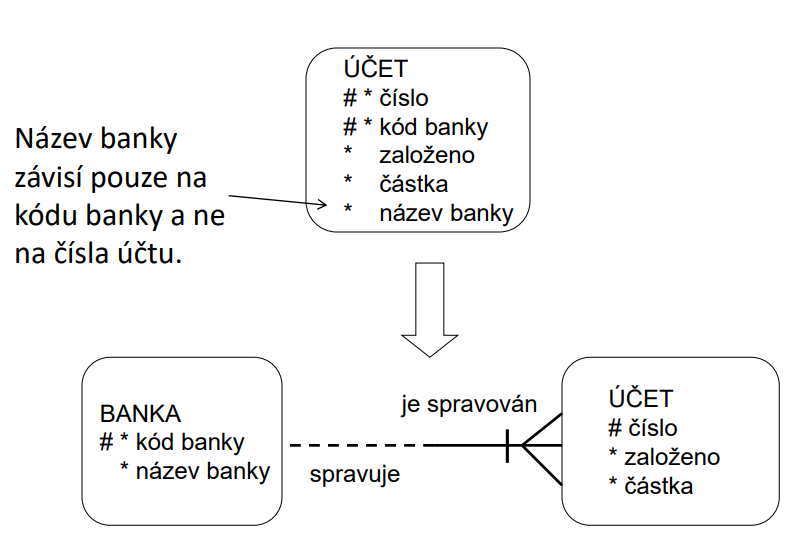 ÚČET
# * číslo
# * kód banky
* založeno
* částka
* název banky
Název banky
závisí pouze na
kódu banky a ne
na čísla účtu.
BANKA
# * kód banky
* název banky
je spravován
spravuje
ÚČET
# číslo
* založeno
* částka